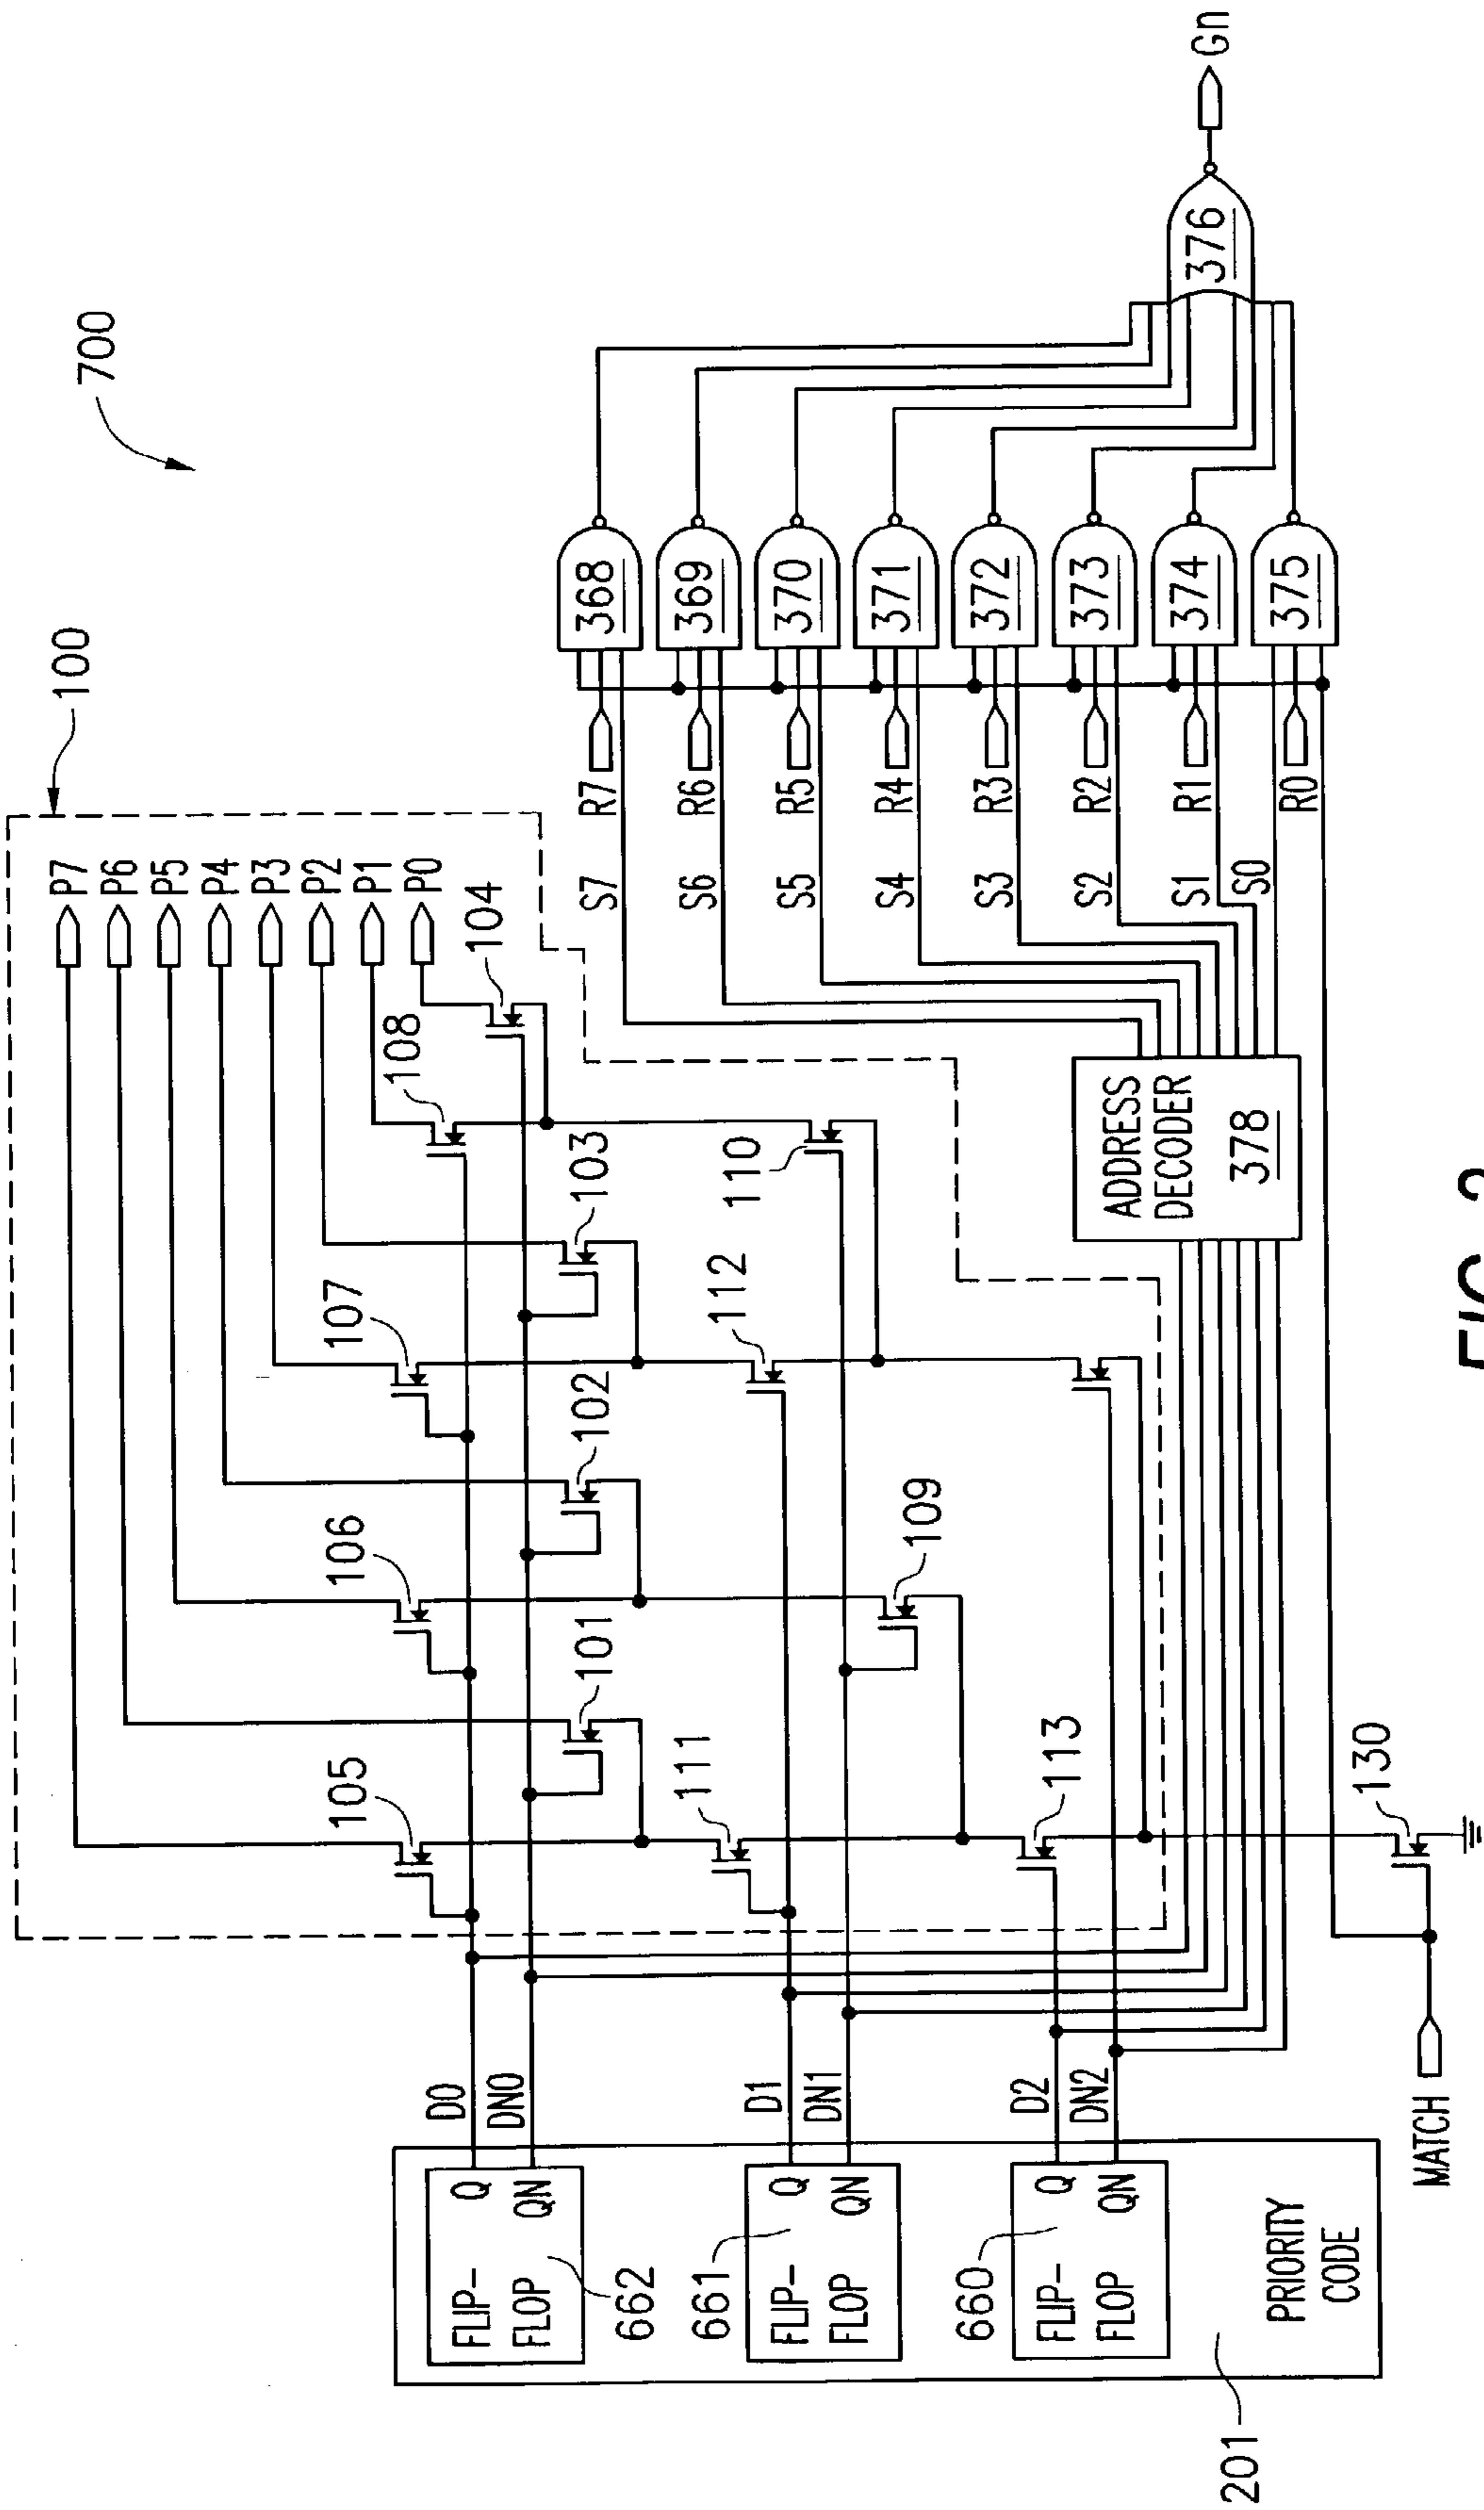 700
100
P7
P6
P5
P4
P3
P2
P1
P0
104
108
103
107
110
112
102
106
109
101
105
111
113
130
R7
R6
R5
R4
R3
R2
R1
R0
S7
S6
S5
S4
S3
S2
S1
S0
368
369
370
371
372
373
374
375
376
Gn
ADDRESS
DECODER
378
D0
DN0
D1
DN1
D2
DN2
MATCH
FLIP-
FLOP
Q
QN
662
FLIP-
FLOP
Q
QN
661
FLIP-
FLOP
Q
QN
660
PRIORITY
CODE
201